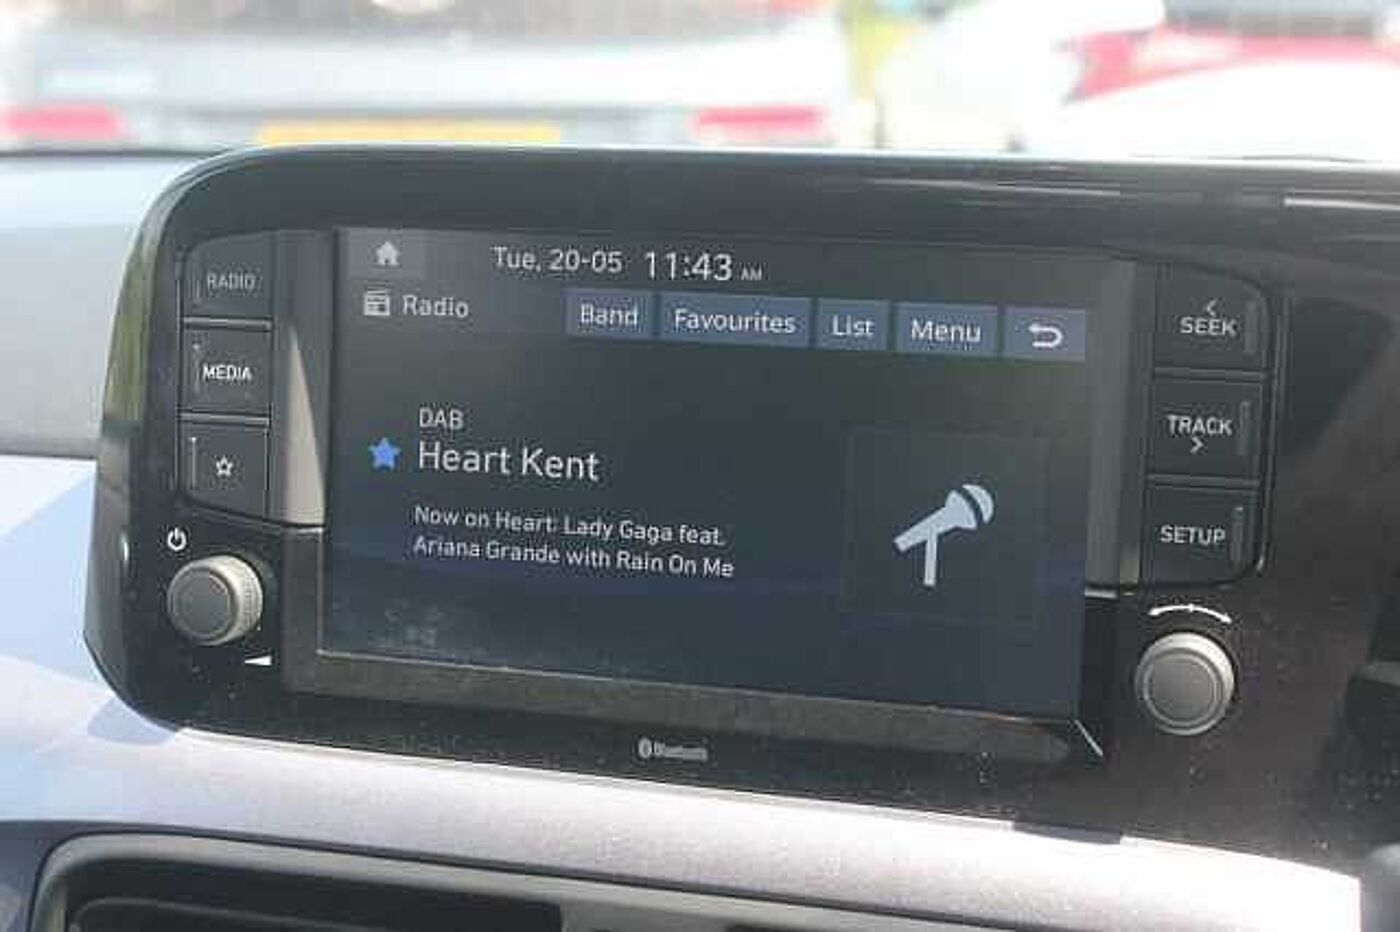 Tue, 20-05 11:43 AM
Radio
Band
Favourites
List
Menu
DAB
Heart Kent
Now on Heart: Lady Gaga feat.
Ariana Grande with Rain On Me
RADIO
MEDIA
SEEK
TRACK
SETUP
Bluetooth